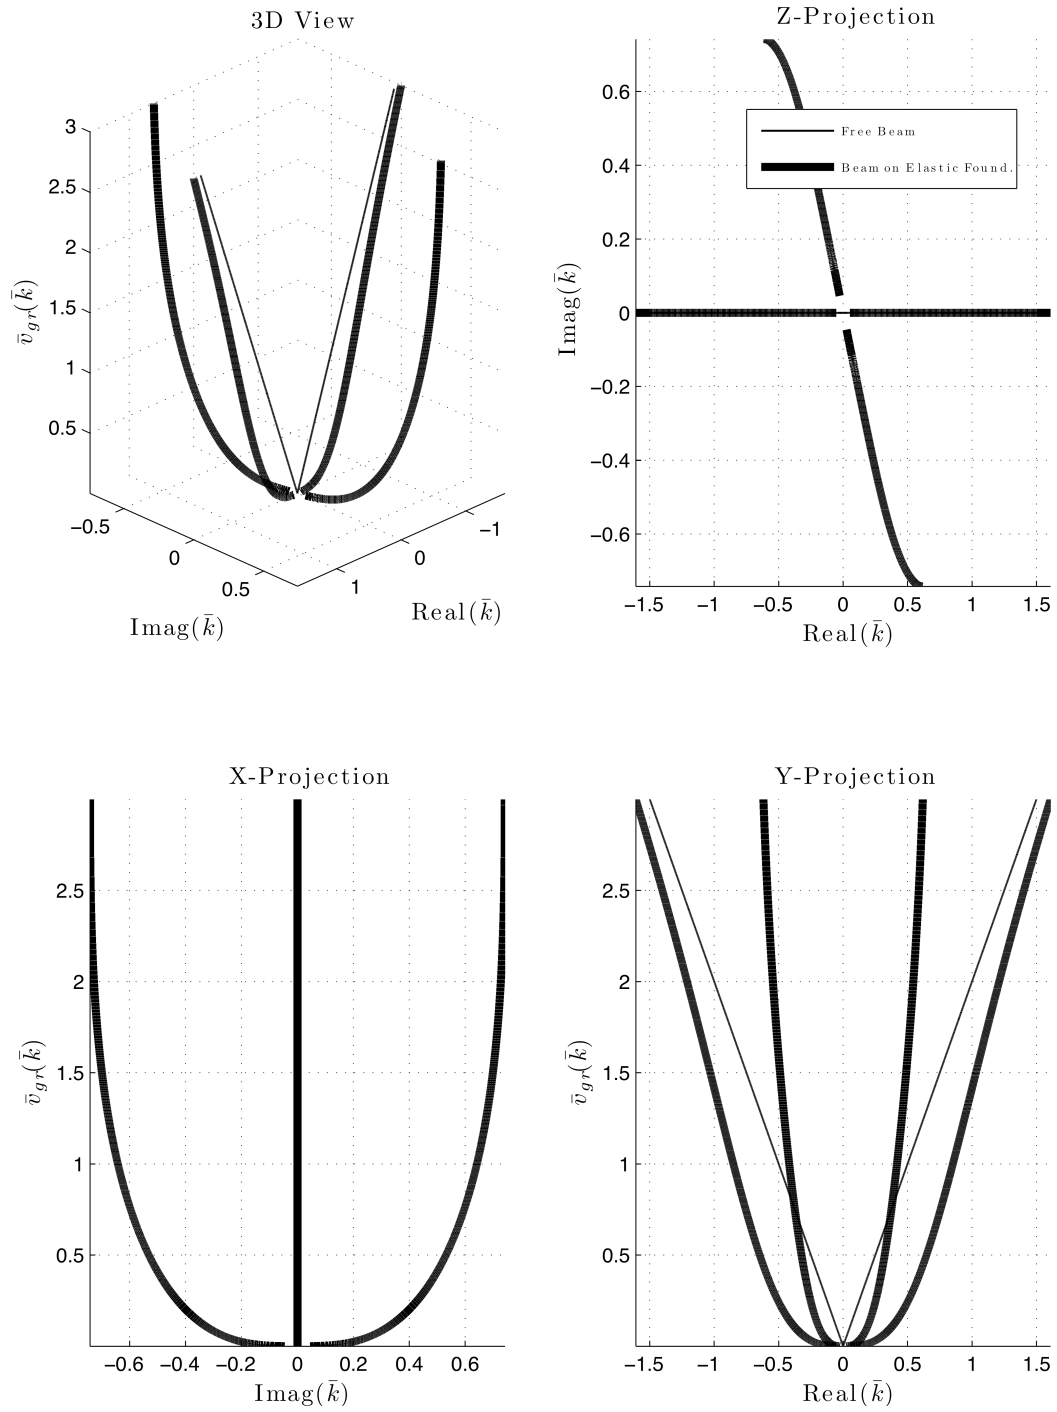 3D View
3
2.5
2
1.5
1
0.5
v̄gr(k̄)
−0.5
0
0.5
Imag(k̄)
−1
0
1
Real(k̄)
Z-Projection
0.6
0.4
0.2
0
−0.2
−0.4
−0.6
Imag(k̄)
Free Beam
Beam on Elastic Found.
−1.5 −1 −0.5 0 0.5 1 1.5
Real(k̄)
X-Projection
2.5
2
1.5
1
0.5
v̄gr(k̄)
−0.6 −0.4 −0.2 0 0.2 0.4 0.6
Imag(k̄)
Y-Projection
2.5
2
1.5
1
0.5
v̄gr(k̄)
−1.5 −1 −0.5 0 0.5 1 1.5
Real(k̄)